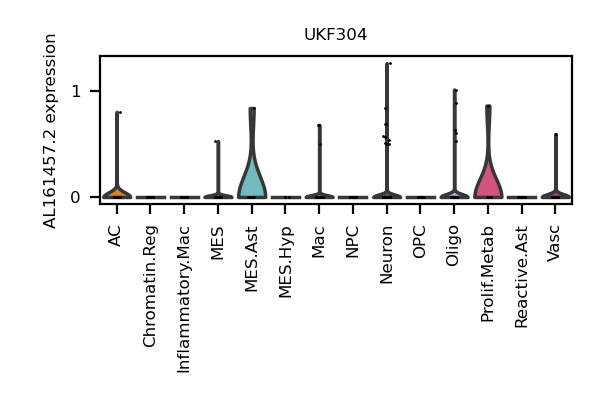 UKF304
AL161457.2 expression
1
0
AC
Chromatin.Reg
Inflammatory.Mac
MES
MES.Ast
MES.Hyp
Mac
NPC
Neuron
OPC
Oligo
Prolif.Metab
Reactive.Ast
Vasc